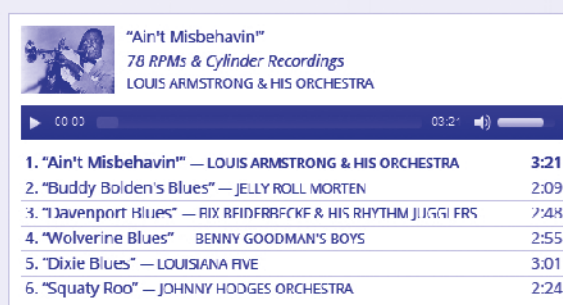 “Ain't Misbehavin'”
78 RPMs & Cylinder Recordings
LOUIS ARMSTRONG & HIS ORCHESTRA
00:00 03:21
1. “Ain't Misbehavin'” — LOUIS ARMSTRONG & HIS ORCHESTRA 3:21
2. “Buddy Bolden's Blues” — JELLY ROLL MORTEN 2:09
3. “Davenport Blues” — BIX BEIDERBECKE & HIS RHYTHM JUGGLERS 2:48
4. “Wolverine Blues” BENNY GOODMAN'S BOYS 2:55
5. “Dixie Blues” — LOUISIANA FIVE 3:01
6. “Squaty Roo” — JOHNNY HODGES ORCHESTRA 2:24